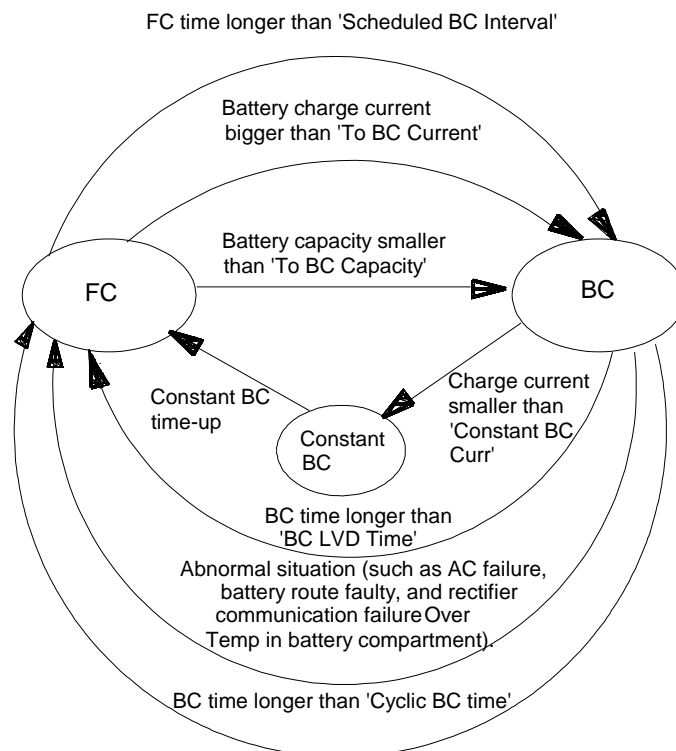 FC time longer than 'Scheduled BC Interval'
Battery charge current
bigger than 'To BC Current'
Battery capacity smaller
than 'To BC Capacity'
FC
BC
Constant BC
time-up
Constant
BC
Charge current
smaller than
'Constant BC
Curr'
BC time longer than
'BC LVD Time'
Abnormal situation (such as AC failure,
battery route faulty, and rectifier
communication failure Over
Temp in battery compartment).
BC time longer than 'Cyclic BC time'